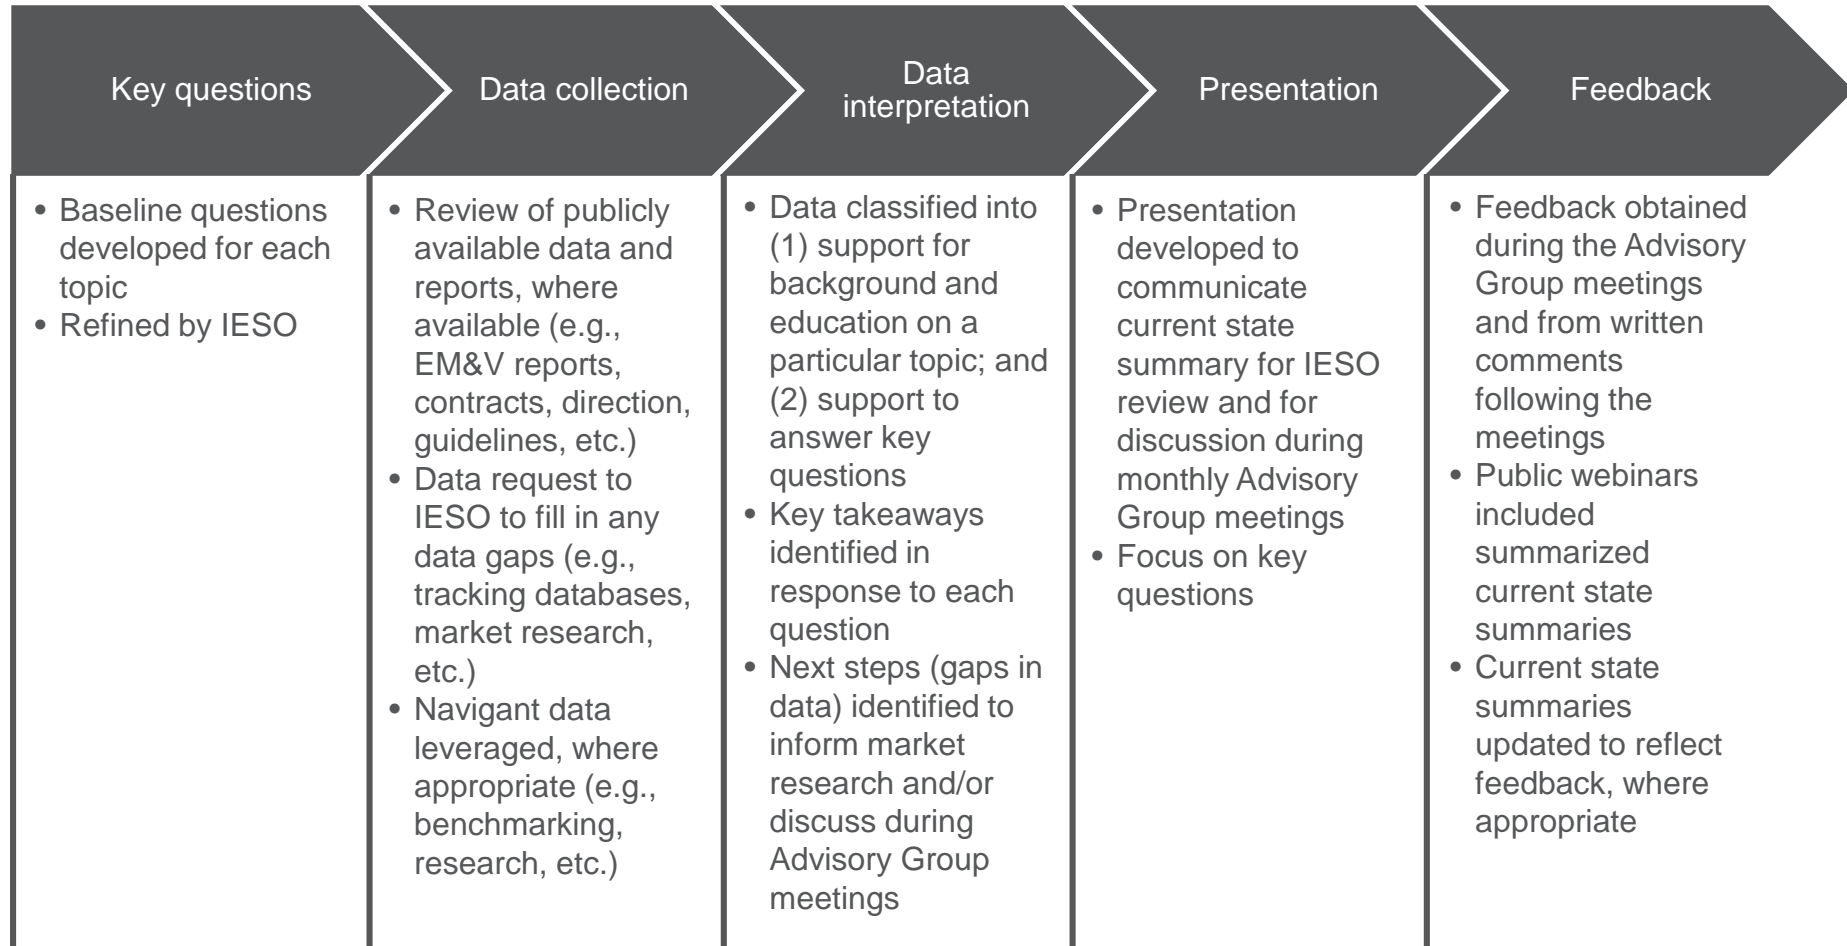 Key questions
Data collection
Data
interpretation
Presentation
Feedback
• Baseline questions
developed for each
topic
• Refined by IESO
• Review of publicly
available data and
reports, where
available (e.g.,
EM&V reports,
contracts, direction,
guidelines, etc.)
• Data request to
IESO to fill in any
data gaps (e.g.,
tracking databases,
market research,
etc.)
• Navigant data
leveraged, where
appropriate (e.g.,
benchmarking,
research, etc.)
• Data classified into
(1) support for
background and
education on a
particular topic; and
(2) support to
answer key
questions
• Key takeaways
identified in
response to each
question
• Next steps (gaps in
data) identified to
inform market
research and/or
discuss during
Advisory Group
meetings
• Presentation
developed to
communicate
current state
summary for IESO
review and for
discussion during
monthly Advisory
Group meetings
• Focus on key
questions
• Feedback obtained
during the Advisory
Group meetings
and from written
comments
following the
meetings
• Public webinars
included
summarized
current state
summaries
• Current state
summaries
updated to reflect
feedback, where
appropriate